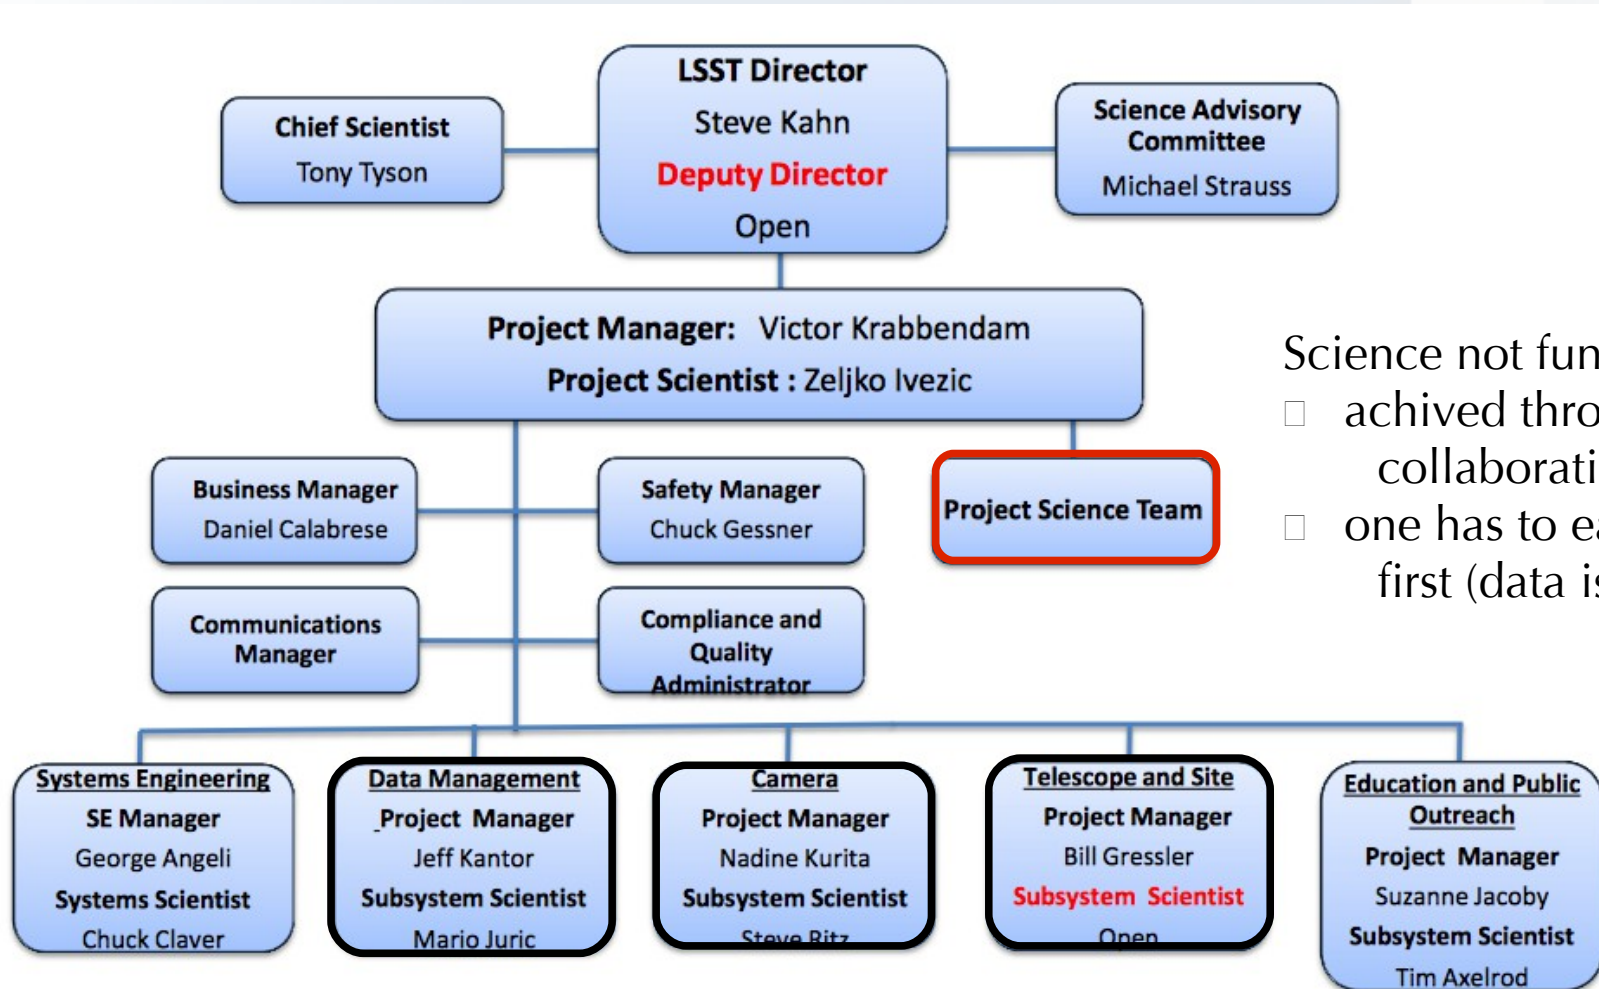 LSST Director
Steve Kahn
Deputy Director
Open
Chief Scientist
Tony Tyson
Science Advisory
Committee
Michael Strauss
Project Manager: Victor Krabbendam
Project Scientist : Zeljko Ivezic
Business Manager
Daniel Calabrese
Safety Manager
Chuck Gessner
Project Science Team
Communications
Manager
Compliance and
Quality
Administrator
Science not fun
achived thro
collaborati
one has to ea
first (data is
Systems Engineering
SE Manager
George Angeli
Systems Scientist
Chuck Claver
Data Management
Project Manager
Jeff Kantor
Subsystem Scientist
Mario Juric
Camera
Project Manager
Nadine Kurita
Subsystem Scientist
Steve Ritz
Telescope and Site
Project Manager
Bill Gressler
Subsystem Scientist
Open
Education and Public
Outreach
Project Manager
Suzanne Jacoby
Subsystem Scientist
Tim Axelrod